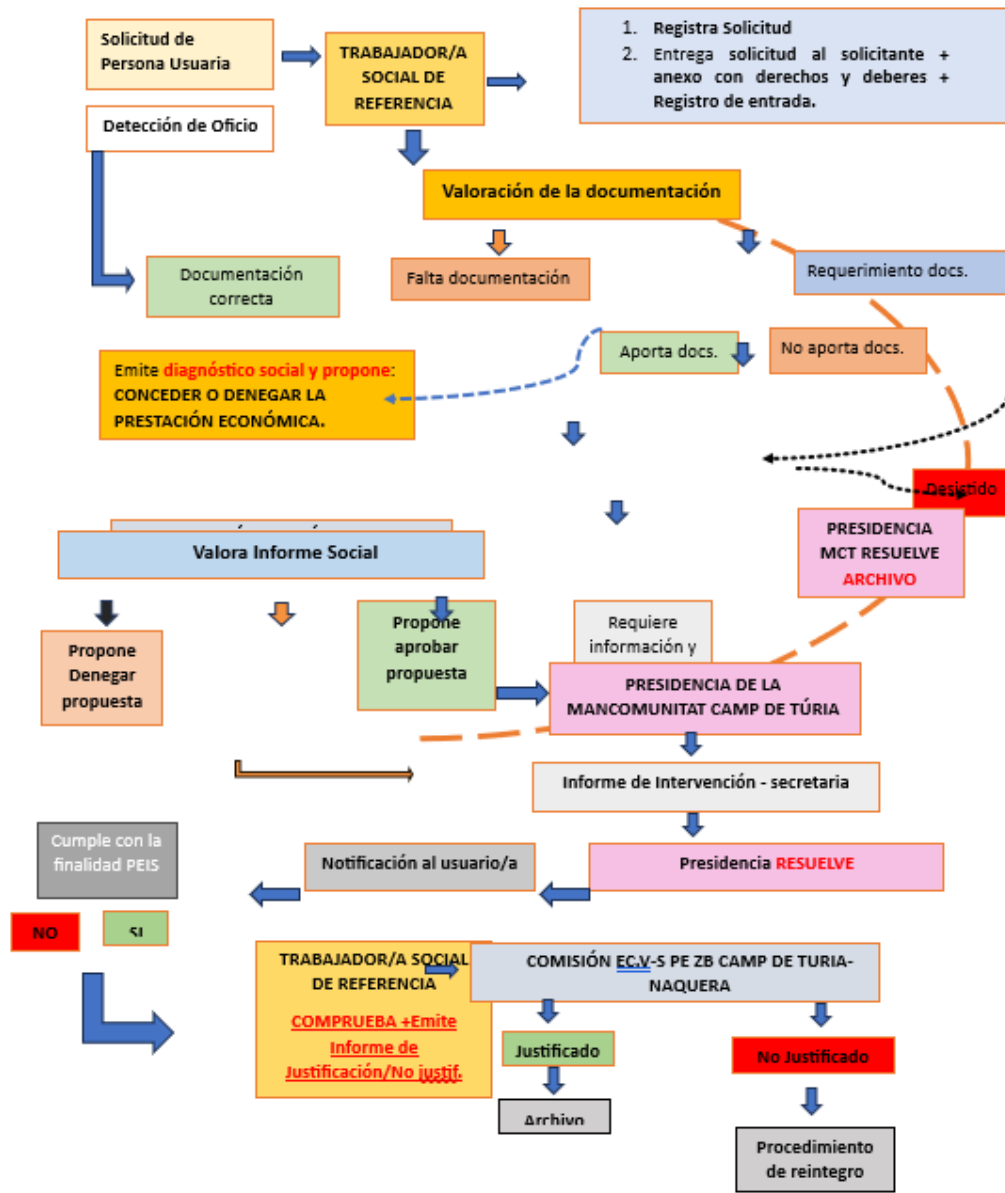 Solicitud de
Persona Usuaria
TRABAJADOR/A
SOCIAL DE
REFERENCIA
1. Registra Solicitud
2. Entrega solicitud al solicitante +
anexo con derechos y deberes +
Registro de entrada.
Detección de Oficio
Valoración de la documentación
Documentación
correcta
Falta documentación
Requerimiento docs.
Aporta docs.
No aporta docs.
Emite diagnóstico social y propone:
CONCEDER O DENEGAR LA
PRESTACIÓN ECONÓMICA.
Desistido
PRESIDENCIA
MCT RESUELVE
ARCHIVO
Valora Informe Social
Propone
Denegar
propuesta
Propone
aprobar
propuesta
Requiere
información y
PRESIDENCIA DE LA
MANCOMUNITAT CAMP DE TÚRIA
Informe de Intervención - secretaria
Cumple con la
finalidad PEIS
Notificación al usuario/a
Presidencia RESUELVE
NO
SI
TRABAJADOR/A SOCIAL
DE REFERENCIA
COMPRUEBA +Emite
Informe de
Justificación/No justif.
COMISIÓN EC.V-S PE ZB CAMP DE TURIA-
NAQUERA
Justificado
No Justificado
Archivo
Procedimiento
de reintegro